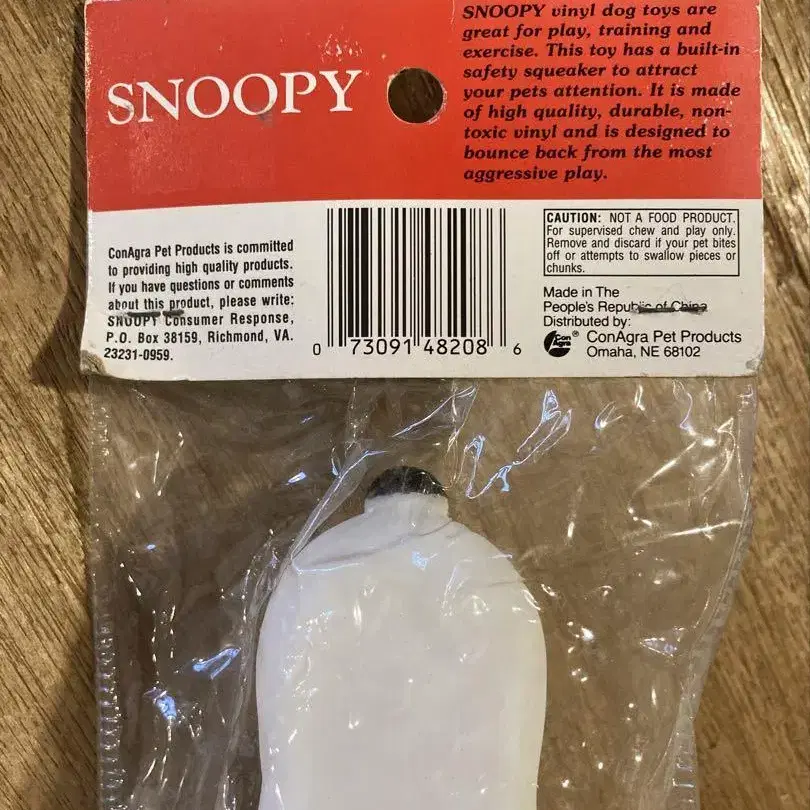 SNOOPY
SNOOPY vinyl dog toys are
great for play, training and
exercise. This toy has a built-in
safety squeaker to attract
your pets attention. It is made
of high quality, durable, non-
toxic vinyl and is designed to
bounce back from the most
aggressive play.
ConAgra Pet Products is committed
to providing high quality products.
If you have questions or comments
about this product, please write:
SNOOPY Consumer Response,
P.O. Box 38159, Richmond, VA.
23231-0959.
0 73091 48208 6
CAUTION: NOT A FOOD PRODUCT.
For supervised chew and play only.
Remove and discard if your pet bites
off or attempts to swallow pieces or
chunks.
Made in The
People's Republic of China
Distributed by:
ConAgra® ConAgra Pet Products
Omaha, NE 68102